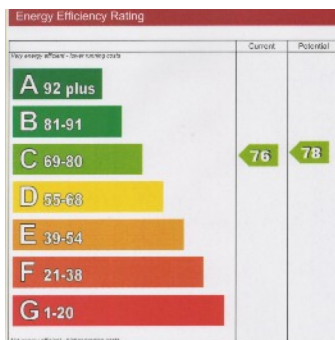 Energy Efficiency Rating
Current Potential
Very energy efficient - lower running costs
A 92 plus
B 81-91
C 69-80 76 78
D 55-68
E 39-54
F 21-38
G 1-20